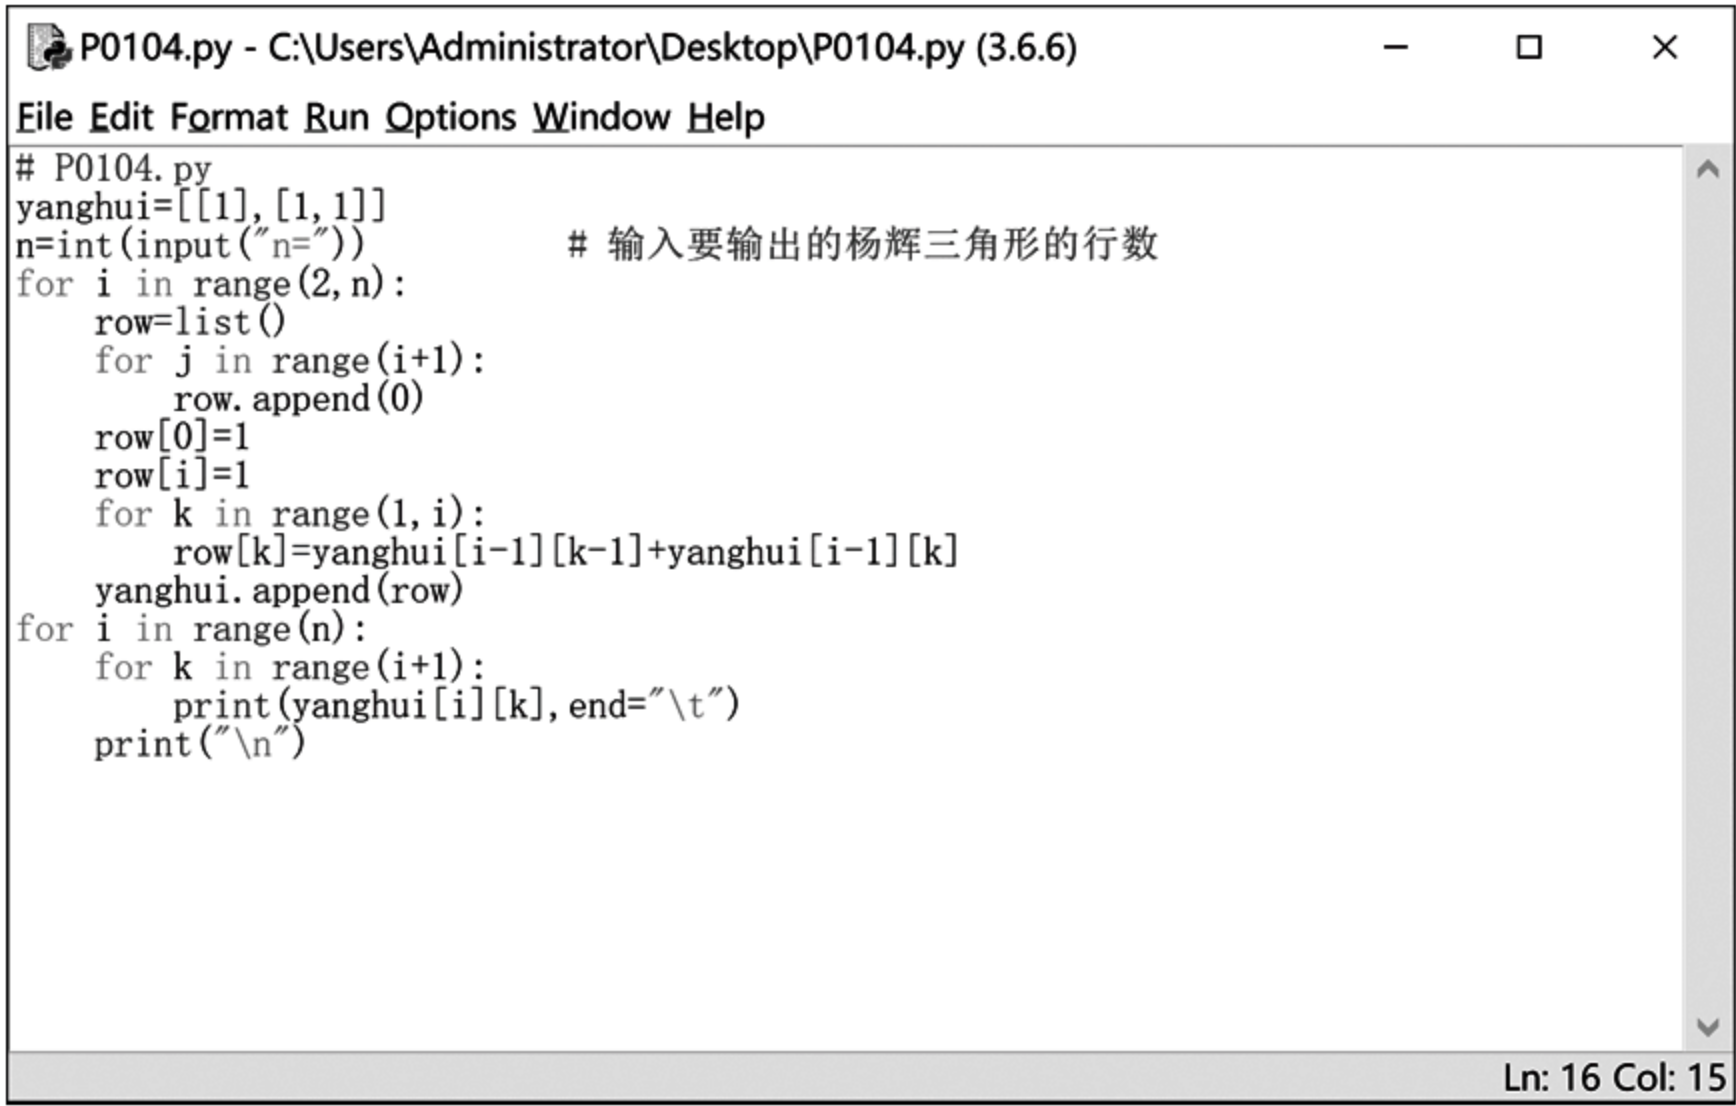 P0104.py - C:\Users\Administrator\Desktop\P0104.py (3.6.6)
File Edit Format Run Options Window Help
# P0104.py
yanghui=[[1],[1,1]]
n=int(input("n="))             # 输入要输出的杨辉三角形的行数
for i in range(2,n):
    row=list()
    for j in range(i+1):
        row.append(0)
    row[0]=1
    row[i]=1
    for k in range(1,i):
        row[k]=yanghui[i-1][k-1]+yanghui[i-1][k]
    yanghui.append(row)
for i in range(n):
    for k in range(i+1):
        print(yanghui[i][k],end="\t")
    print("\n")
Ln: 16 Col: 15